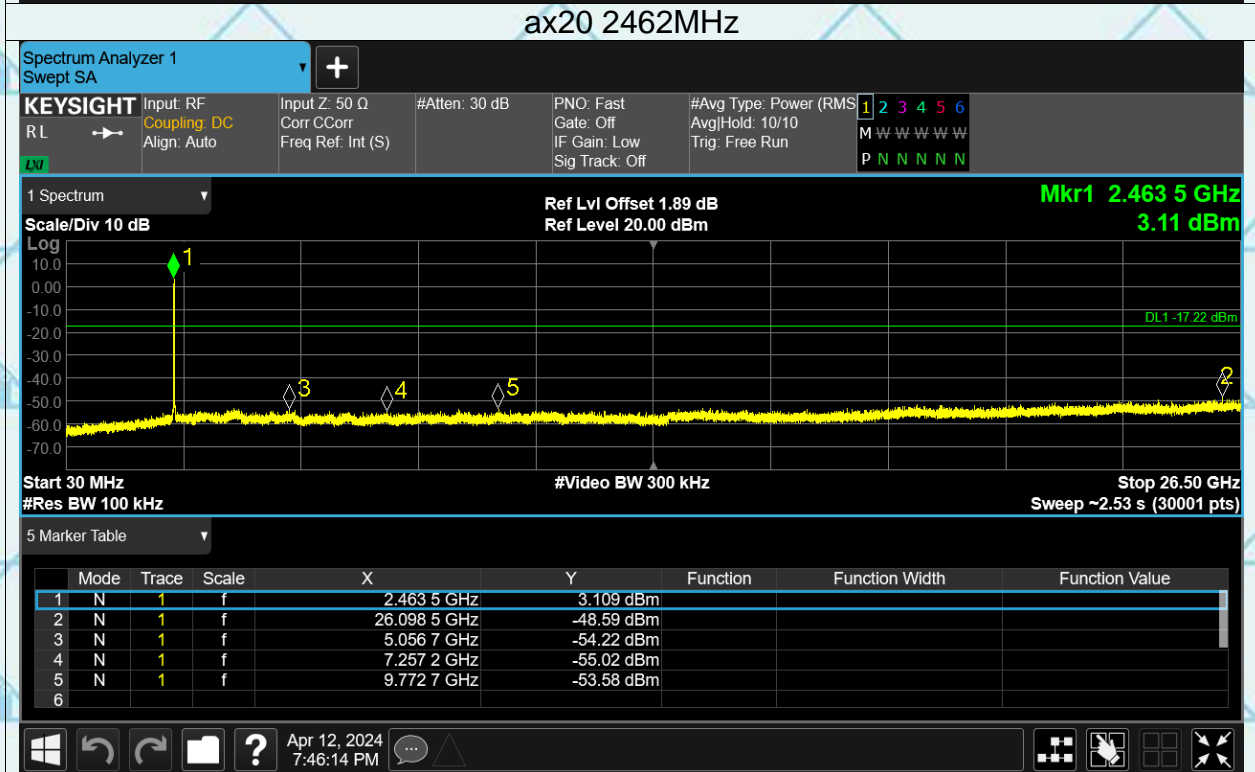 ax20 2462MHz
Spectrum Analyzer 1
Swept SA
KEYSIGHT
R L
LXI
Input: RF
Coupling: DC
Align: Auto
Input Z: 50 Ω
Corr CCorr
Freq Ref: Int (S)
#Atten: 30 dB
PNO: Fast
Gate: Off
IF Gain: Low
Sig Track: Off
#Avg Type: Power (RMS
Avg|Hold: 10/10
Trig: Free Run
1 2 3 4 5 6
M W W W W W
P N N N N N
1 Spectrum
Scale/Div 10 dB
Ref Lvl Offset 1.89 dB
Ref Level 20.00 dBm
Mkr1 2.463 5 GHz
3.11 dBm
Log
10.0
0.00
-10.0
-20.0
-30.0
-40.0
-50.0
-60.0
-70.0
1
DL1 -17.22 dBm
3
4
5
2
Start 30 MHz
#Video BW 300 kHz
Stop 26.50 GHz
#Res BW 100 kHz
Sweep ~2.53 s (30001 pts)
5 Marker Table
Mode Trace Scale X Y Function Function Width Function Value
1 N 1 f 2.463 5 GHz 3.109 dBm
2 N 1 f 26.098 5 GHz -48.59 dBm
3 N 1 f 5.056 7 GHz -54.22 dBm
4 N 1 f 7.257 2 GHz -55.02 dBm
5 N 1 f 9.772 7 GHz -53.58 dBm
6
?
Apr 12, 2024
7:46:14 PM